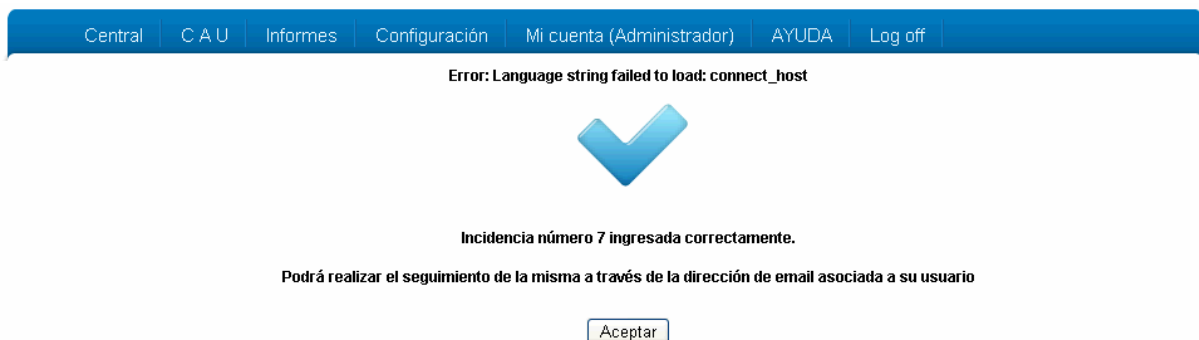 Central C A U Informes Configuración Mi cuenta (Administrador) AYUDA Log off
Error: Language string failed to load: connect_host
Incidencia número 7 ingresada correctamente.
Podrá realizar el seguimiento de la misma a través de la dirección de email asociada a su usuario
Aceptar